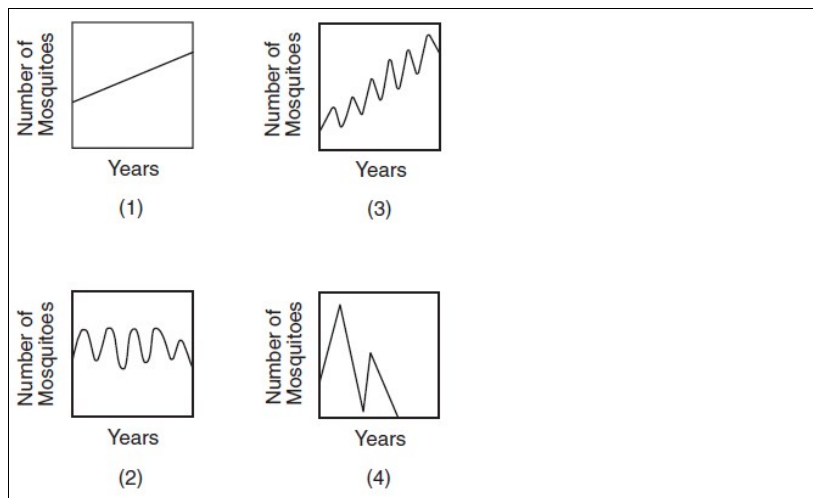 Number of
Mosquitoes
Years
(1)
Number of
Mosquitoes
Years
(3)
Number of
Mosquitoes
Years
(2)
Number of
Mosquitoes
Years
(4)